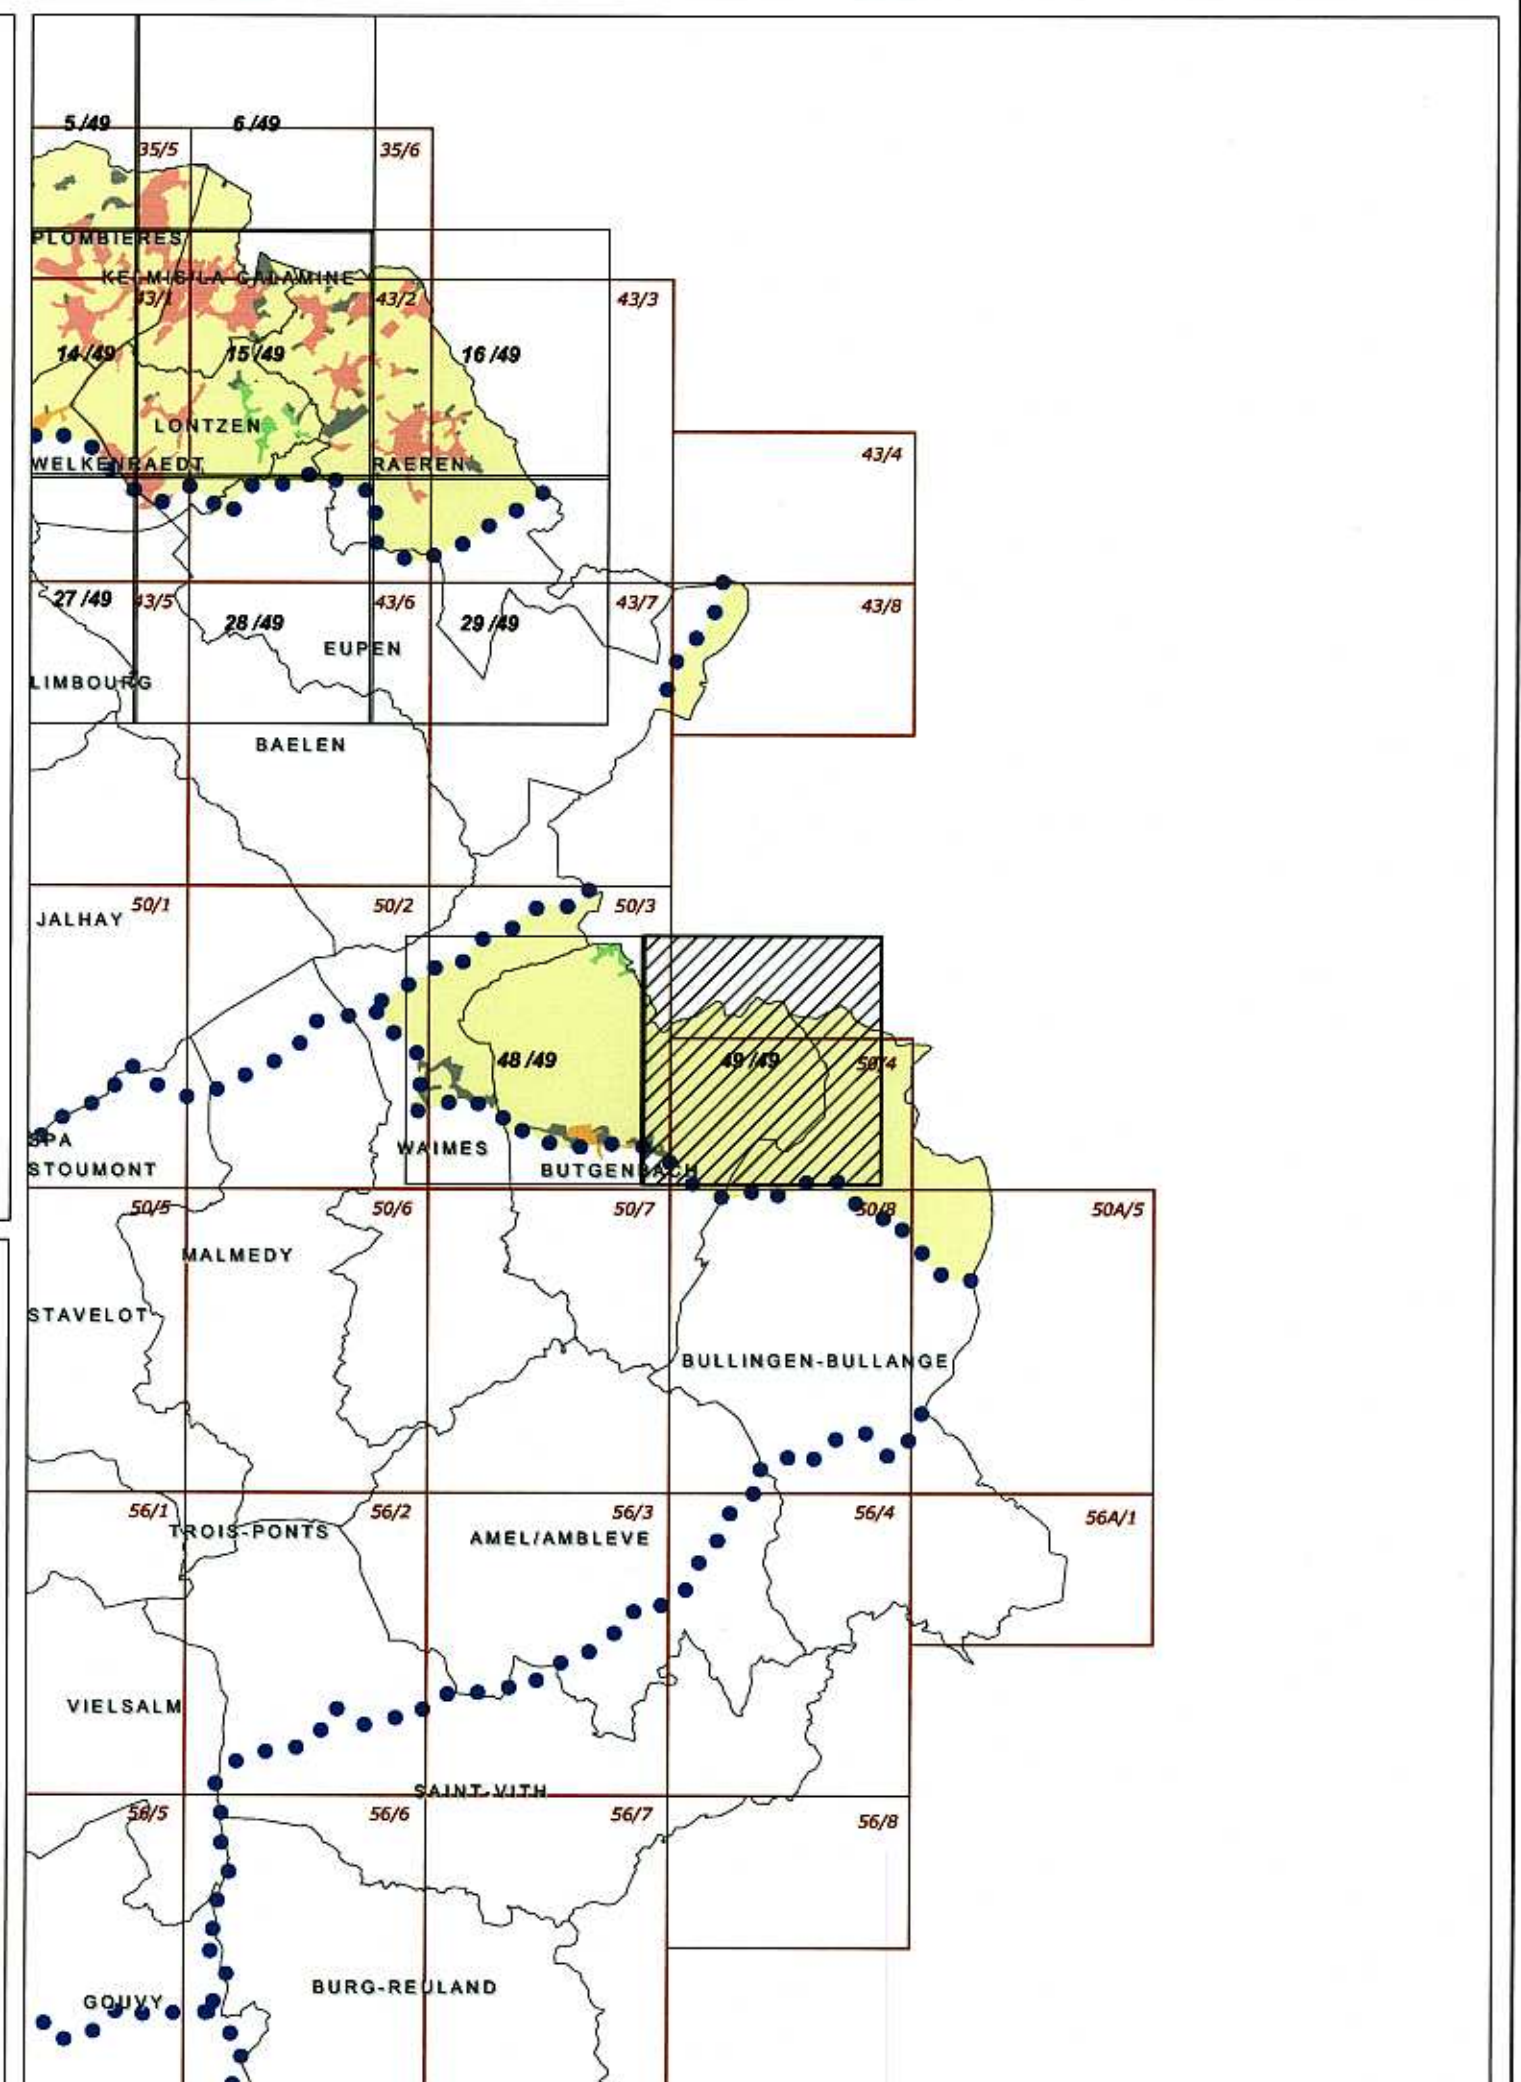 5 /49
6 /49
35/5
35/6
PLOMBIERES
KELMIS/LA CALAMINE
43/1
43/2
43/3
14 /49
15 /49
16 /49
LONTZEN
43/4
WELKENRAEDT
RAEREN
27 /49
43/5
43/6
43/7
43/8
28 /49
29 /49
EUPEN
LIMBOURG
BAELEN
50/1
50/2
50/3
JALHAY
48 /49
49 /49
50/4
SPA
WAIMES
STOUMONT
BUTGENBACH
50/5
50/6
50/7
50/8
50A/5
MALMEDY
STAVELOT
BULLINGEN-BULLANGE
56/1
56/2
56/3
56/4
56A/1
TROIS-PONTS
AMEL/AMBLEVE
VIELSALM
SAINT-VITH
56/5
56/6
56/7
56/8
BURG-REULAND
GOUVY